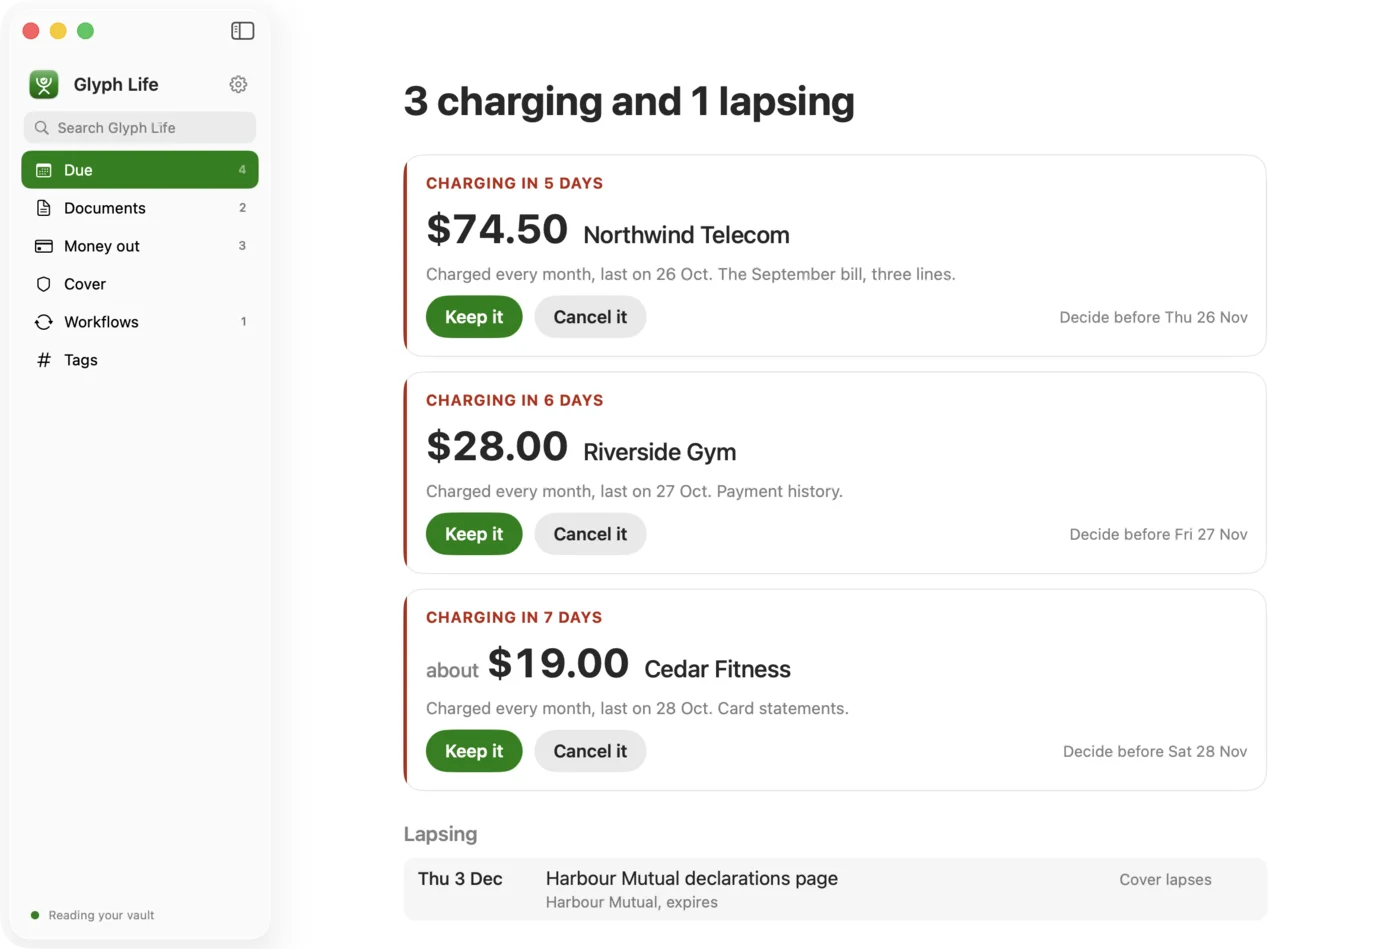 Glyph Life
Search Glyph Life
Due 4
Documents 2
Money out 3
Cover
Workflows 1
# Tags
Reading your vault
3 charging and 1 lapsing
CHARGING IN 5 DAYS
$74.50 Northwind Telecom
Charged every month, last on 26 Oct. The September bill, three lines.
Keep it Cancel it Decide before Thu 26 Nov
CHARGING IN 6 DAYS
$28.00 Riverside Gym
Charged every month, last on 27 Oct. Payment history.
Keep it Cancel it Decide before Fri 27 Nov
CHARGING IN 7 DAYS
about $19.00 Cedar Fitness
Charged every month, last on 28 Oct. Card statements.
Keep it Cancel it Decide before Sat 28 Nov
Lapsing
Thu 3 Dec Harbour Mutual declarations page Cover lapses
Harbour Mutual, expires